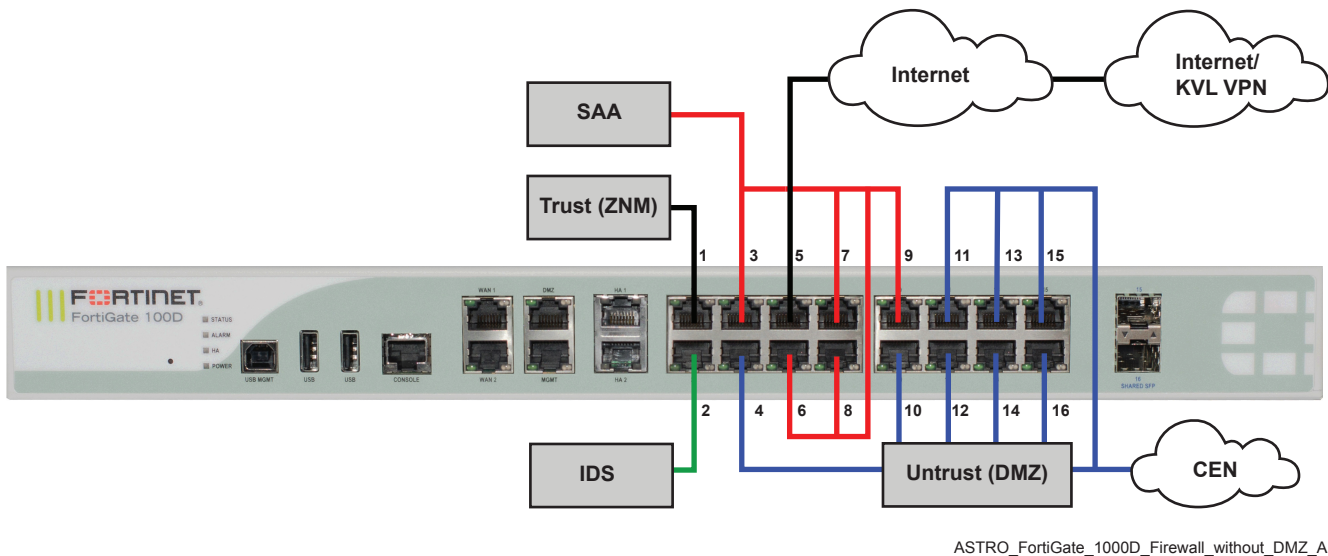 Internet
Internet/
KVL VPN
SAA
Trust (ZNM)
1 3 5 7 9 11 13 15
FORTINET.
FortiGate 100D
STATUS
ALARM
HA
POWER
USB MGMT
USB
USB
CONSOLE
WAN 1
WAN 2
DMZ
MGMT
HA 1
HA 2
15
16
SHARED SFP
2 4 6 8 10 12 14 16
IDS
Untrust (DMZ)
CEN
ASTRO_FortiGate_1000D_Firewall_without_DMZ_A